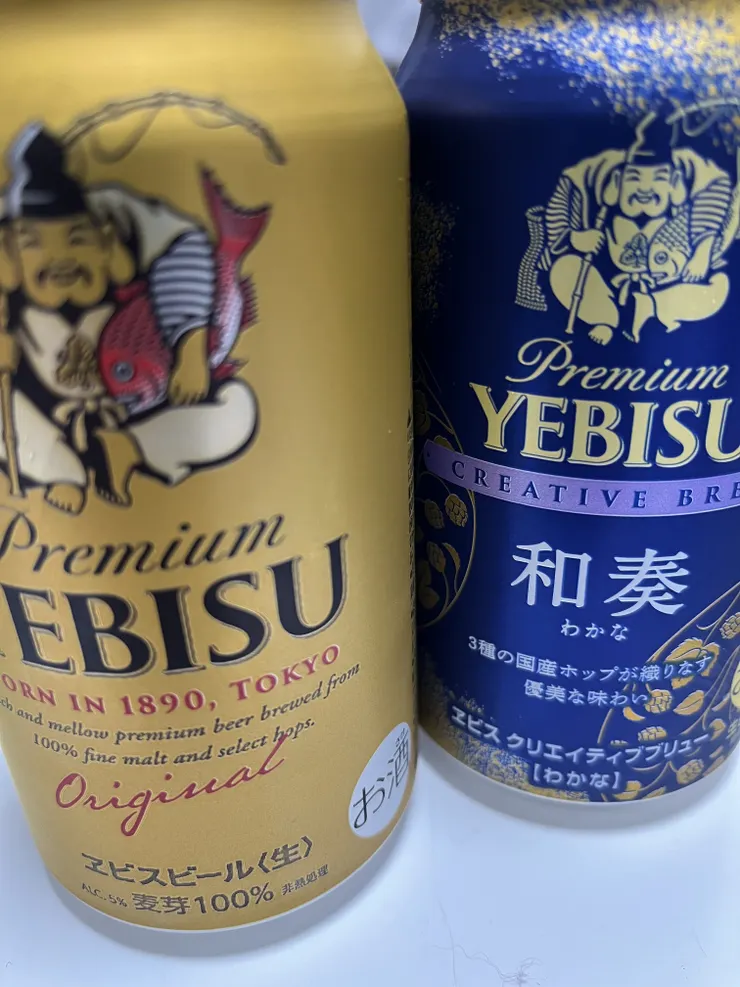 Premium
EBISU
ORN IN 1890, TOKYO
ch and mellow premium beer brewed from
100% fine malt and select hops.
Original
お酒
ヱビスビール〈生〉
ALC. 5% 麦芽100% 非熱処理
Premium
YEBISU
CREATIVE BRE
和奏
わかな
3種の国産ホップが織りなす
優美な味わい
ヱビス クリエイティブブリュー
【わかな】